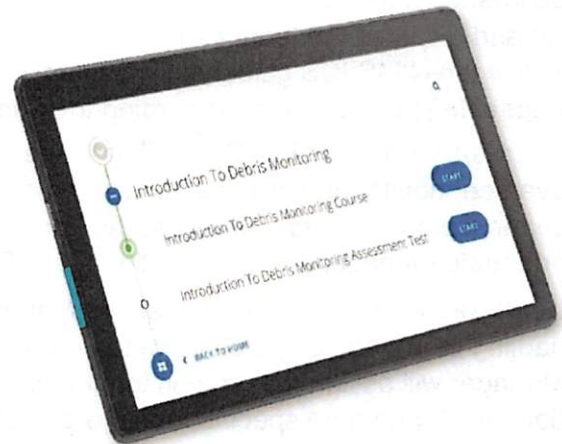 Introduction To Debris Monitoring
Introduction To Debris Monitoring Course
START
Introduction To Debris Monitoring Assessment Test
START
BACK TO HOME